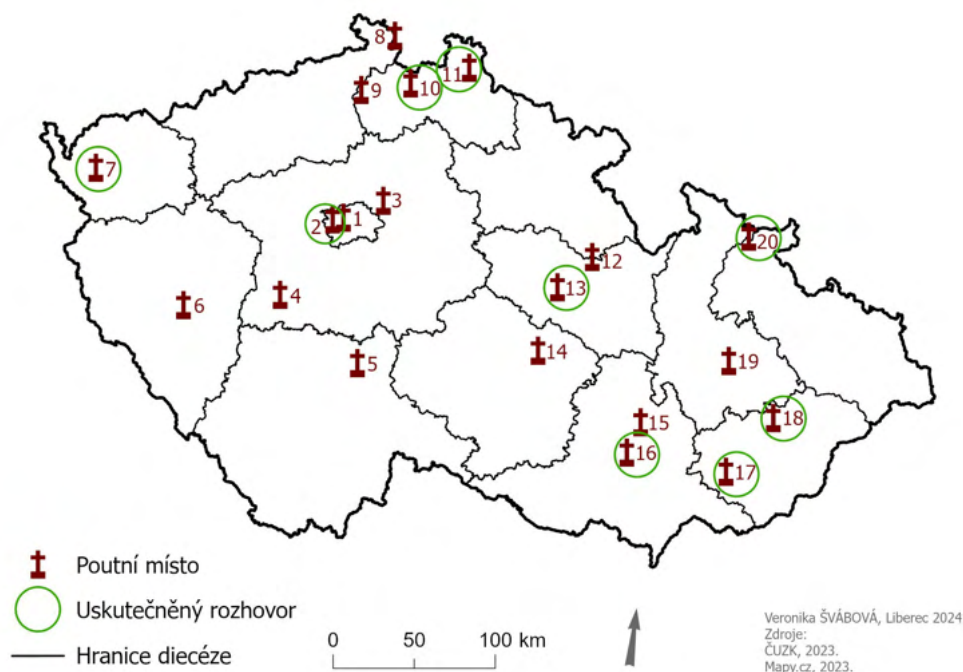 8
11
10
9
7
3
2
1
20
12
13
4
6
14
5
19
18
15
16
17
Poutní místo
Uskutečněný rozhovor
Hranice diecéze
0 50 100 km
Veronika ŠVÁBOVÁ, Liberec 2024
Zdroje:
ČUZK, 2023.
Mapy.cz, 2023.